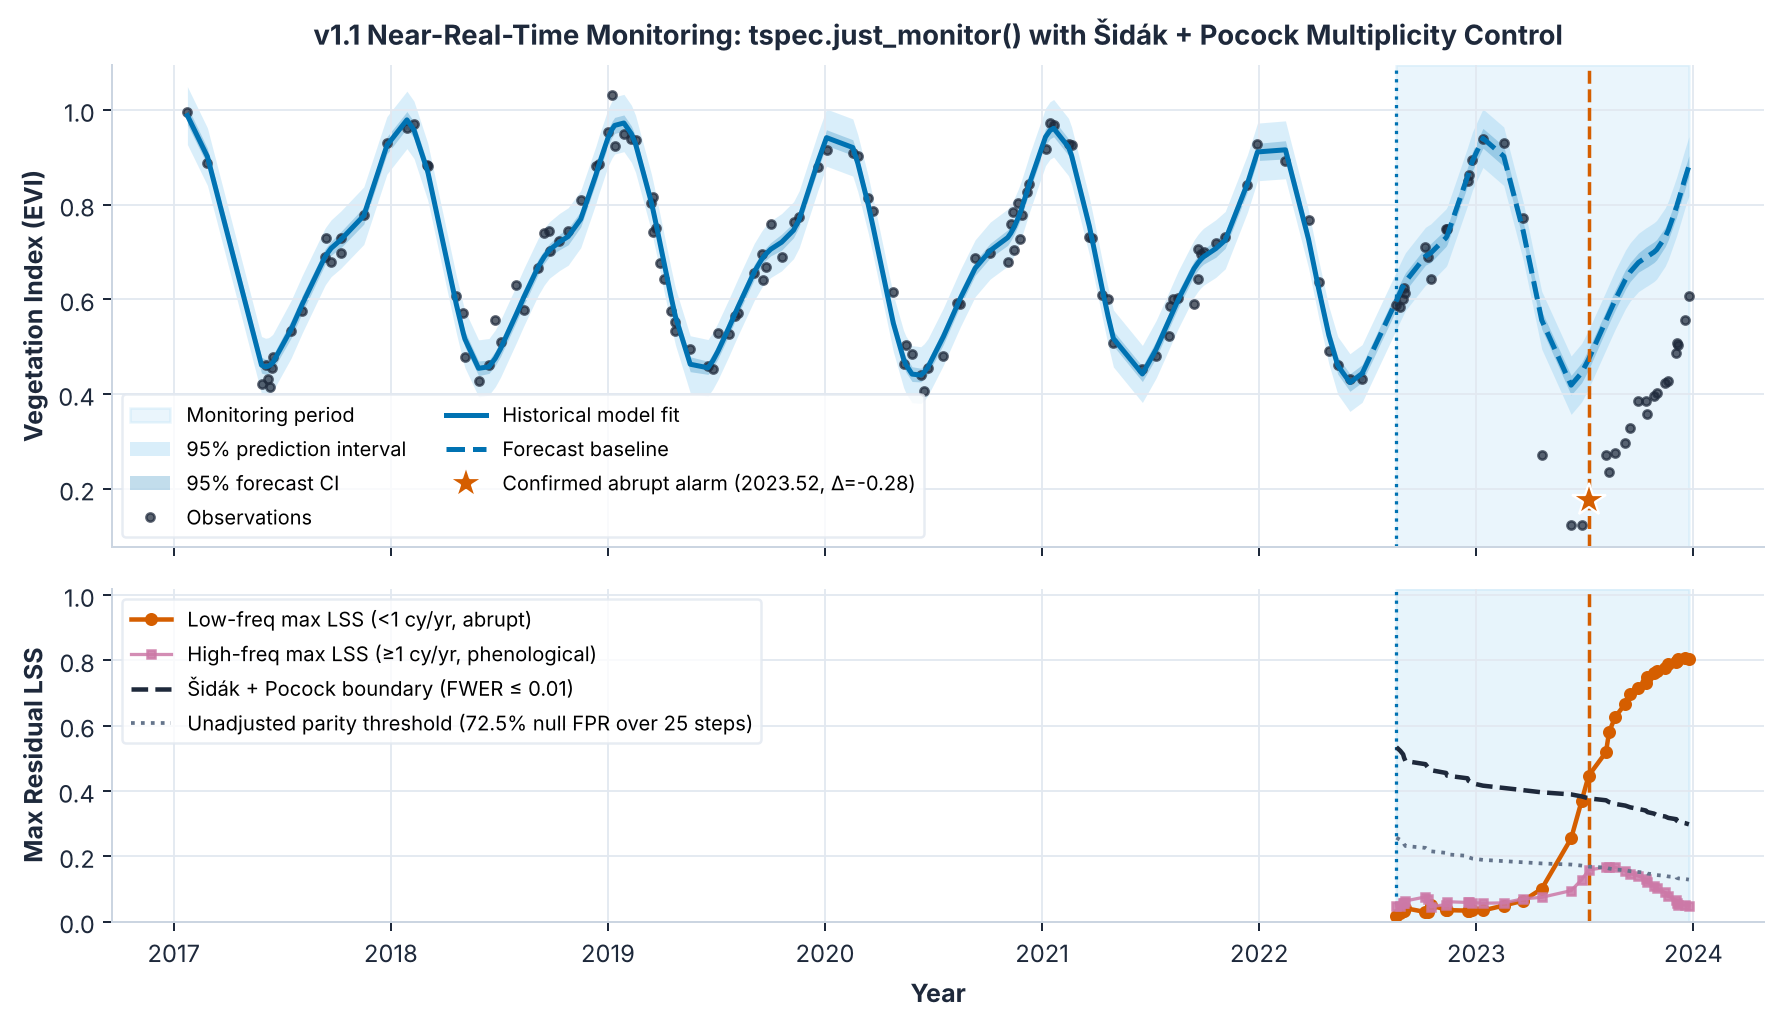 v1.1 Near-Real-Time Monitoring: tspec.just_monitor() with Šidák + Pocock Multiplicity Control
Vegetation Index (EVI)
1.0
0.8
0.6
0.4
0.2
Monitoring period
95% prediction interval
95% forecast CI
Observations
Historical model fit
Forecast baseline
Confirmed abrupt alarm (2023.52, Δ=-0.28)
Max Residual LSS
1.0
0.8
0.6
0.4
0.2
0.0
Low-freq max LSS (<1 cy/yr, abrupt)
High-freq max LSS (≥1 cy/yr, phenological)
Šidák + Pocock boundary (FWER ≤ 0.01)
Unadjusted parity threshold (72.5% null FPR over 25 steps)
2017 2018 2019 2020 2021 2022 2023 2024
Year